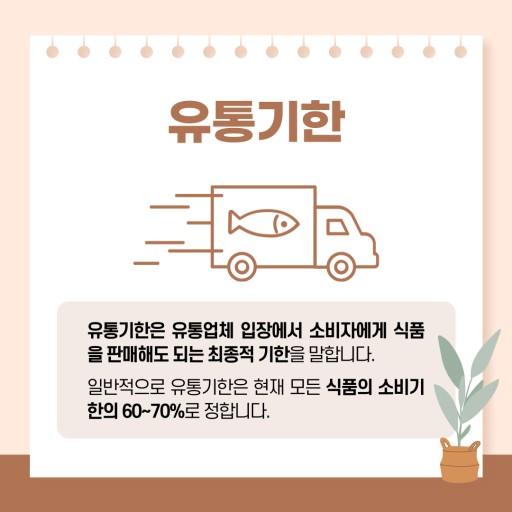 유통기한
유통기한은 유통업체 입장에서 소비자에게 식품
을 판매해도 되는 최종적 기한을 말합니다.
일반적으로 유통기한은 현재 모든 식품의 소비기
한의 60~70%로 정합니다.